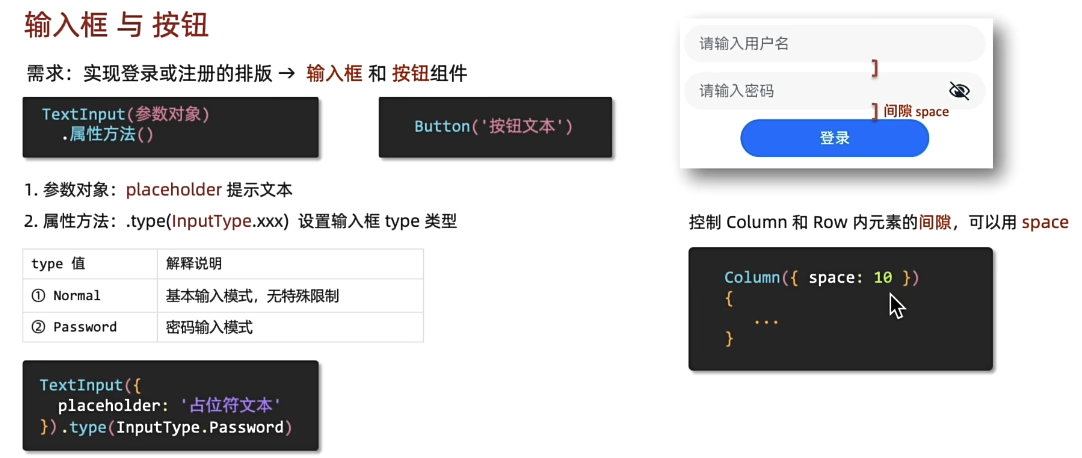 输入框 与 按钮
需求：实现登录或注册的排版 → 输入框 和 按钮组件
TextInput(参数对象)
.属性方法()
Button('按钮文本')
1. 参数对象：placeholder 提示文本
2. 属性方法：.type(InputType.xxx) 设置输入框 type 类型
type 值 解释说明
① Normal 基本输入模式，无特殊限制
② Password 密码输入模式
TextInput({
placeholder: '占位符文本'
}).type(InputType.Password)
请输入用户名
请输入密码
间隙 space
登录
控制 Column 和 Row 内元素的间隙，可以用 space
Column({ space: 10 })
{
...
}